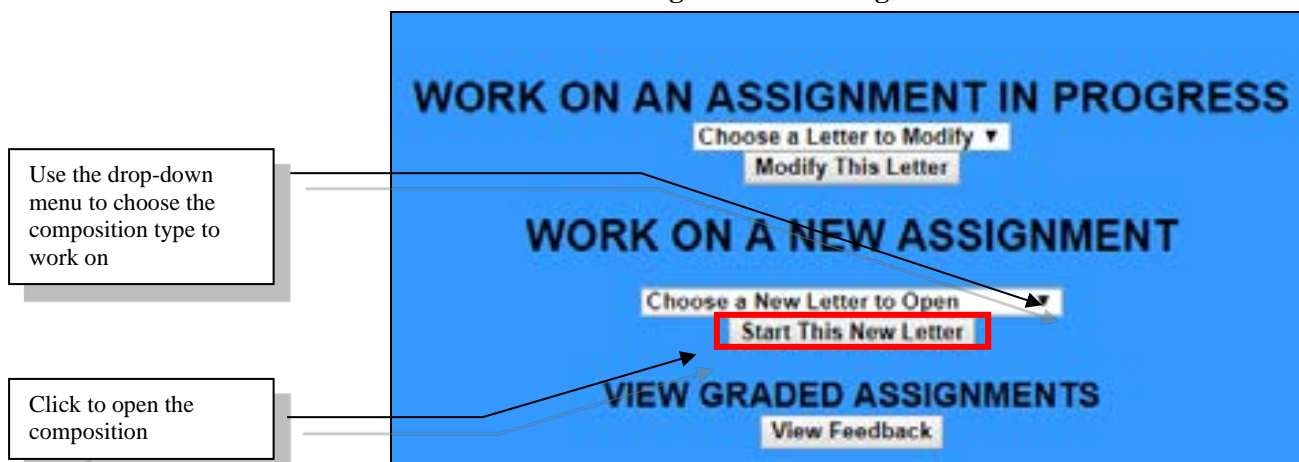 WORK ON AN ASSIGNMENT IN PROGRESS
Choose a Letter to Modify ▼
Modify This Letter
Use the drop-down
menu to choose the
composition type to
work on
WORK ON A NEW ASSIGNMENT
Choose a New Letter to Open ▼
Start This New Letter
Click to open the
composition
VIEW GRADED ASSIGNMENTS
View Feedback